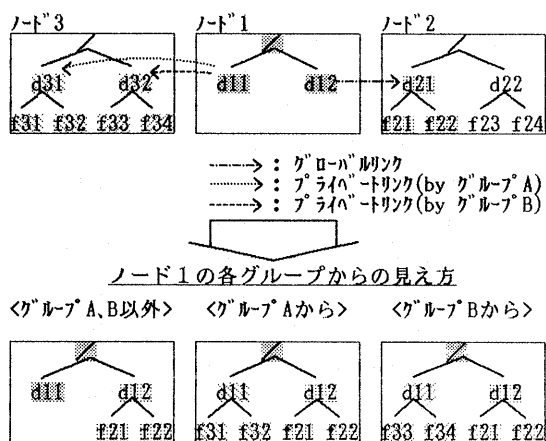 ノード3 ノード1 ノード2
/ / /
d31 d32 d11 d12 d21 d22
f31 f32 f33 f34 f21 f22 f23 f24
: グローバルリンク
: プライベートリンク(by グループA)
: プライベートリンク(by グループB)
ノード1の各グループからの見え方
<グループA、B以外> <グループAから> <グループBから>
/ / /
d11 d12 d11 d12 d11 d12
f21 f22 f31 f32 f21 f22 f33 f34 f21 f22